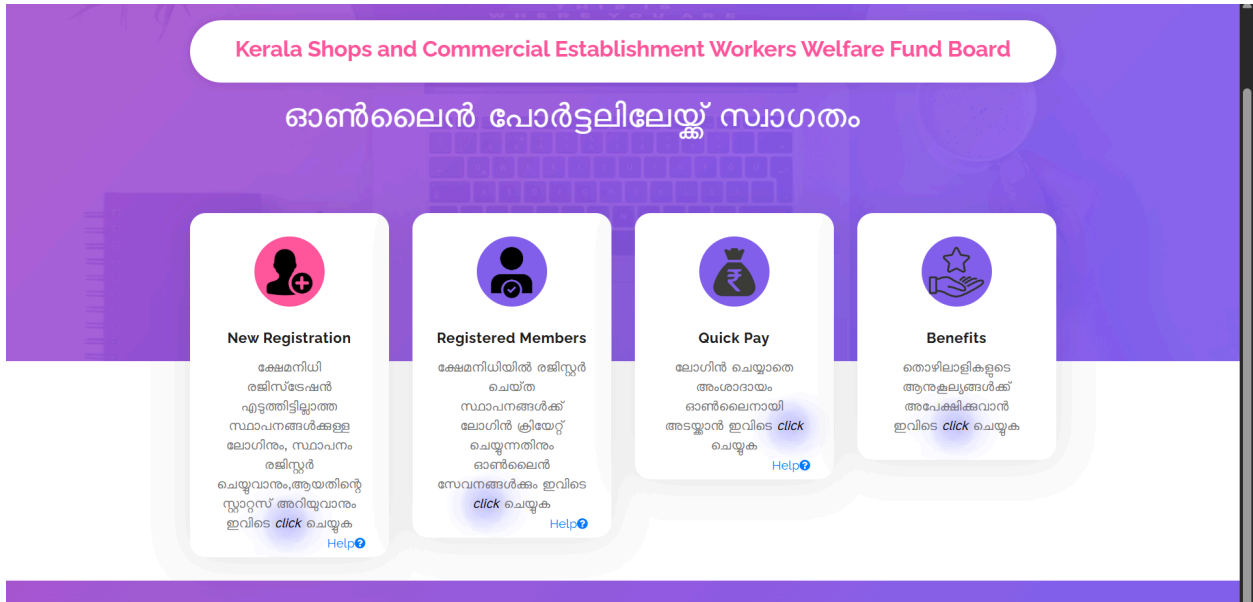 Kerala Shops and Commercial Establishment Workers Welfare Fund Board
ഓൺലൈൻ പോർട്ടലിലേയ്ക്ക് സ്വാഗതം
New Registration
ക്ഷേമനിധി
രജിസ്ട്രേഷൻ
എടുത്തിട്ടില്ലാത്ത
സ്ഥാപനങ്ങൾക്കുള്ള
ലോഗിനും, സ്ഥാപനം
രജിസ്റ്റർ
ചെയ്യുവാനും,ആയതിന്റെ
സ്റ്റാറ്റസ് അറിയുവാനും
ഇവിടെ click ചെയ്യുക
Help
Registered Members
ക്ഷേമനിധിയിൽ രജിസ്റ്റർ
ചെയ്ത
സ്ഥാപനങ്ങൾക്ക്
ലോഗിൻ ക്രിയേറ്റ്
ചെയ്യുന്നതിനും
ഓൺലൈൻ
സേവനങ്ങൾക്കും ഇവിടെ
click ചെയ്യുക
Help
Quick Pay
ലോഗിൻ ചെയ്യാതെ
അംശാദായം
ഓൺലൈനായി
അടയ്ക്കാൻ ഇവിടെ click
ചെയ്യുക
Help
Benefits
തൊഴിലാളികളുടെ
ആനുകൂല്യങ്ങൾക്ക്
അപേക്ഷിക്കുവാൻ
ഇവിടെ click ചെയ്യുക